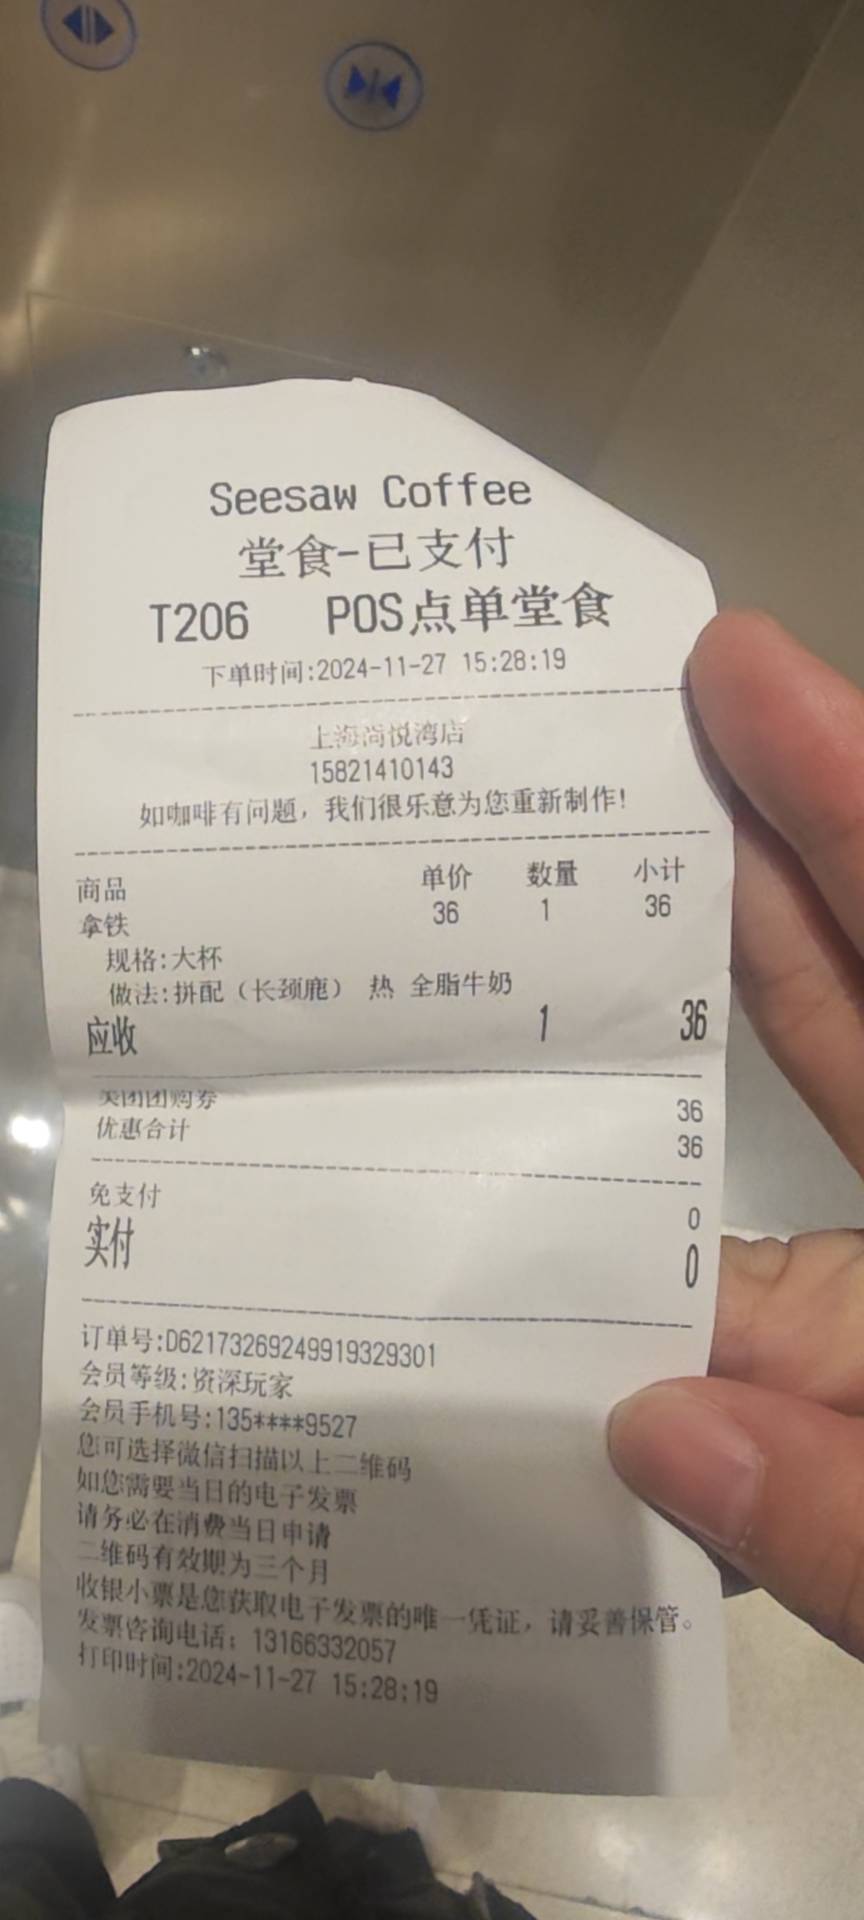 Seesaw Coffee
堂食-已支付
T206 POS点单堂食
下单时间:2024-11-27 15:28:19
上海尚悦湾店
15821410143
如咖啡有问题，我们很乐意为您重新制作!
商品 单价 数量 小计
拿铁 36 1 36
规格:大杯
做法:拼配（长颈鹿） 热 全脂牛奶
应收 1 36
美团团购券 36
优惠合计 36
免支付 0
实付 0
订单号:D62173269249919329301
会员等级:资深玩家
会员手机号:135****9527
您可选择微信扫描以上二维码
如您需要当日的电子发票
请务必在消费当日申请
二维码有效期为三个月
收银小票是您获取电子发票的唯一凭证，请妥善保管。
发票咨询电话：13166332057
打印时间:2024-11-27 15:28:19